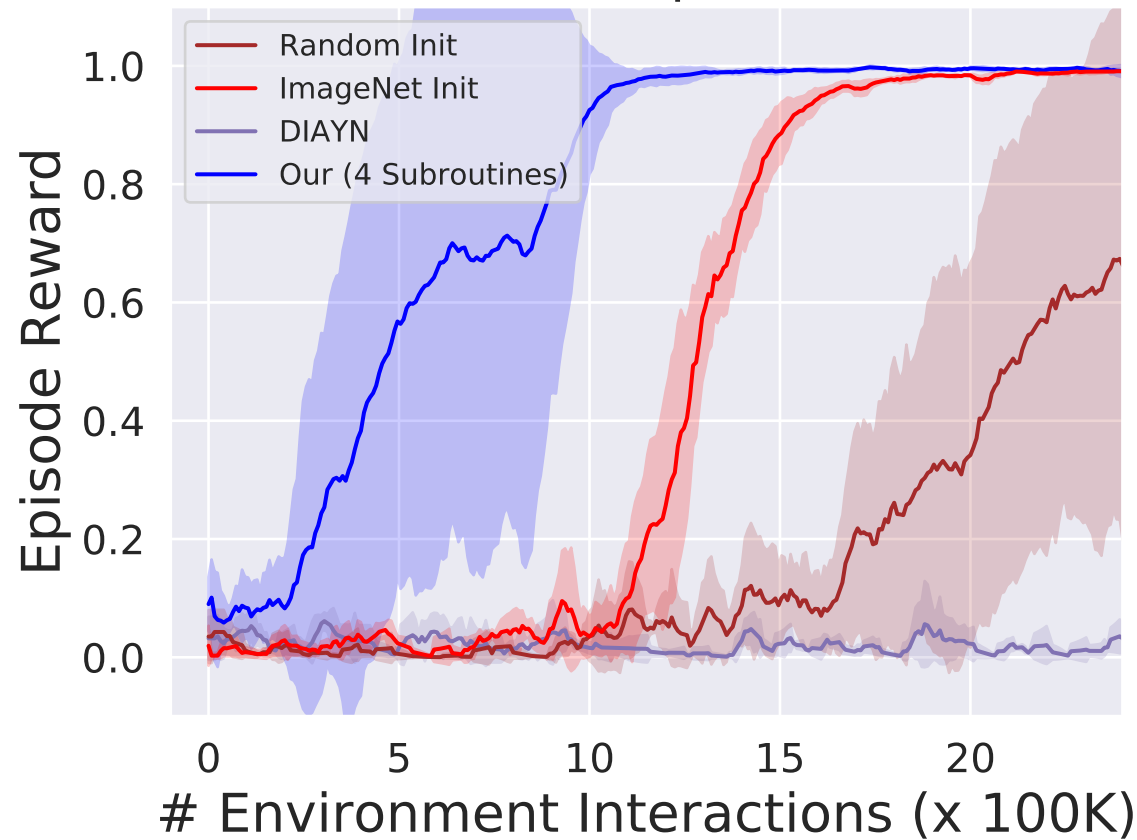 Random Init
ImageNet Init
DIAYN
Our (4 Subroutines)
Episode Reward
1.0
0.8
0.6
0.4
0.2
0.0
0 5 10 15 20
# Environment Interactions (x 100K)